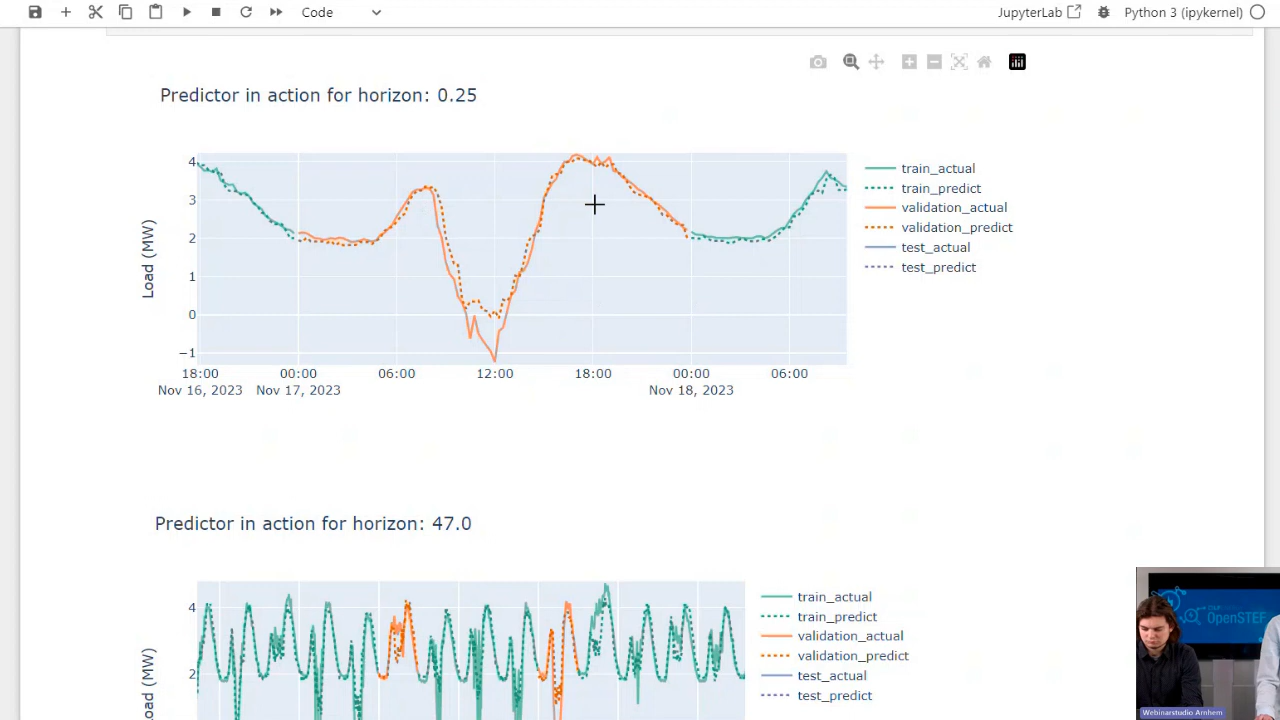 Code
JupyterLab
Python 3 (ipykernel)
Predictor in action for horizon: 0.25
4
3
2
1
0
−1
Load (MW)
18:00
00:00
06:00
12:00
18:00
00:00
06:00
Nov 16, 2023
Nov 17, 2023
Nov 18, 2023
train_actual
train_predict
validation_actual
validation_predict
test_actual
test_predict
Predictor in action for horizon: 47.0
4
2
Load (MW)
train_actual
train_predict
validation_actual
validation_predict
test_actual
test_predict
OpenSTEF
Webinarstudio Arnhem